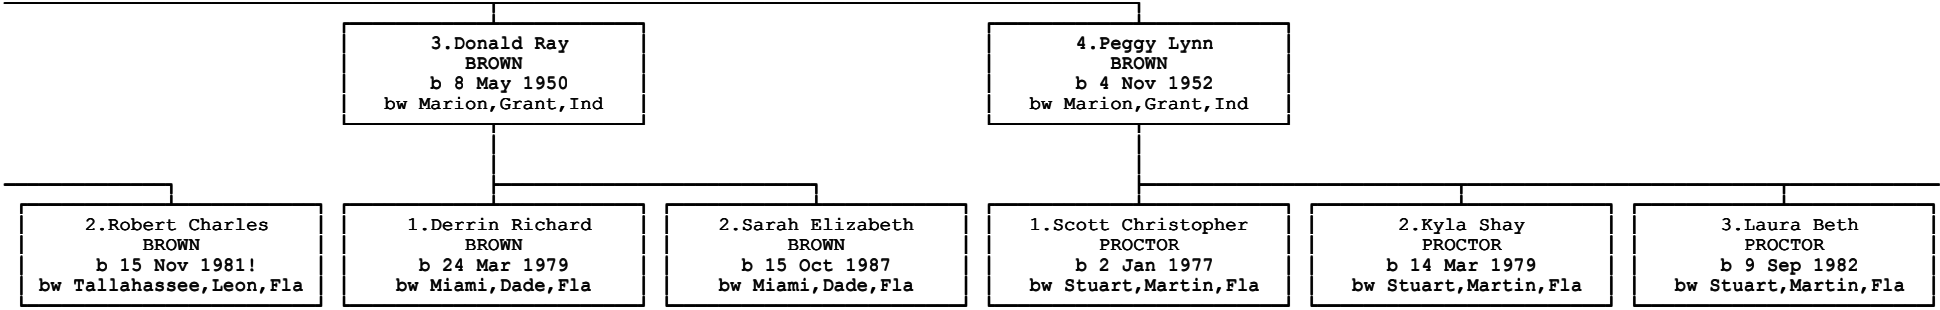 3.Donald Ray
BROWN
b 8 May 1950
bw Marion,Grant,Ind
4.Peggy Lynn
BROWN
b 4 Nov 1952
bw Marion,Grant,Ind
2.Robert Charles
BROWN
b 15 Nov 1981!
bw Tallahassee,Leon,Fla
1.Derrin Richard
BROWN
b 24 Mar 1979
bw Miami,Dade,Fla
2.Sarah Elizabeth
BROWN
b 15 Oct 1987
bw Miami,Dade,Fla
1.Scott Christopher
PROCTOR
b 2 Jan 1977
bw Stuart,Martin,Fla
2.Kyla Shay
PROCTOR
b 14 Mar 1979
bw Stuart,Martin,Fla
3.Laura Beth
PROCTOR
b 9 Sep 1982
bw Stuart,Martin,Fla